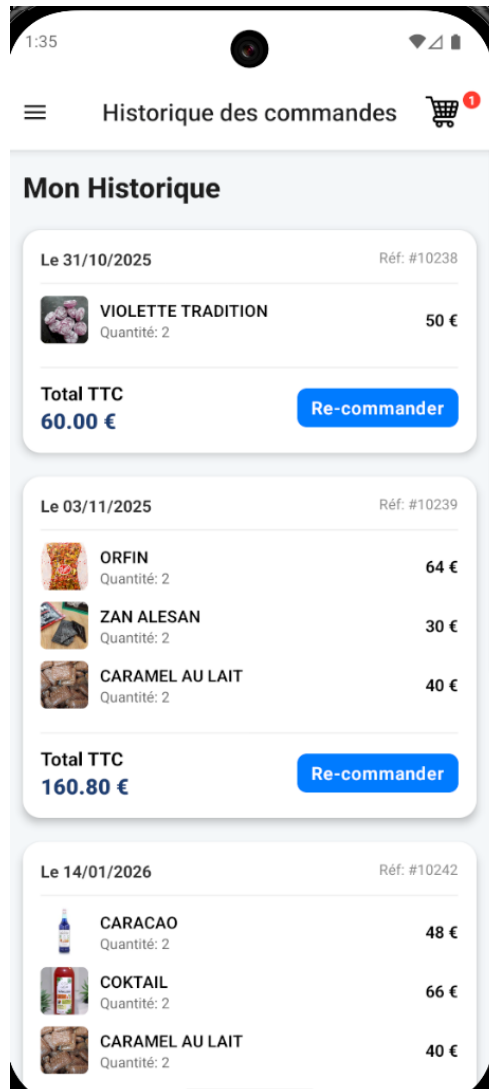 1:35
Historique des commandes
1
Mon Historique
Le 31/10/2025 Réf: #10238
VIOLETTE TRADITION
Quantité: 2
50 €
Total TTC
60.00 €
Re-commander
Le 03/11/2025 Réf: #10239
ORFIN
Quantité: 2
64 €
ZAN ALESAN
Quantité: 2
30 €
CARAMEL AU LAIT
Quantité: 2
40 €
Total TTC
160.80 €
Re-commander
Le 14/01/2026 Réf: #10242
CARACAO
Quantité: 2
48 €
COKTAIL
Quantité: 2
66 €
CARAMEL AU LAIT
Quantité: 2
40 €